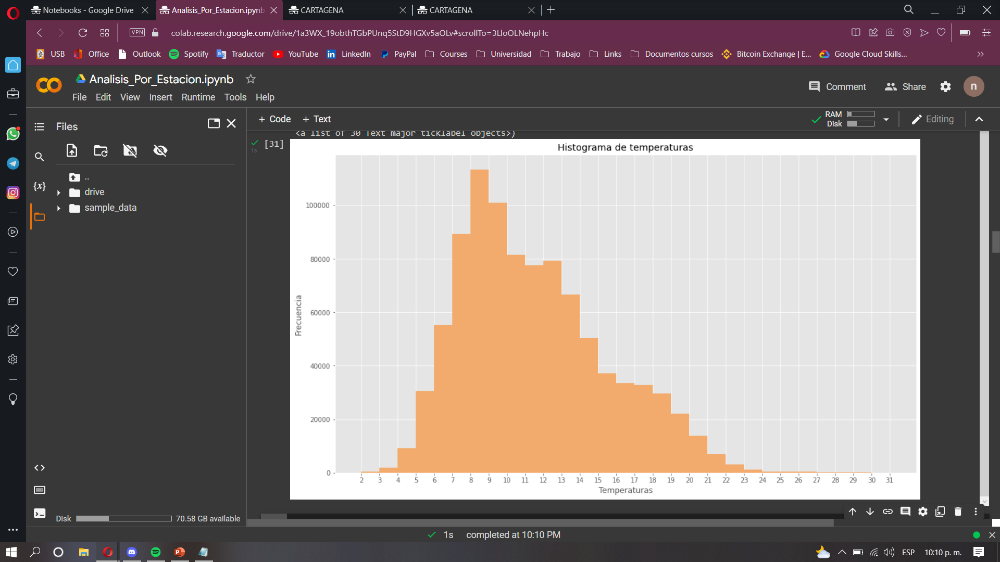 Notebooks - Google Drive
Analisis_Por_Estacion.ipynb
CARTAGENA
CARTAGENA
VPN
colab.research.google.com/drive/1a3WX_19obthTGbPUnq5StD9HGXv5aOLv#scrollTo=3LloOLNehpHc
USB Office Outlook Spotify Traductor YouTube LinkedIn PayPal Courses Universidad Trabajo Links Documentos cursos Bitcoin Exchange | E... Google Cloud Skills...
Analisis_Por_Estacion.ipynb
Comment Share n
File Edit View Insert Runtime Tools Help
Files
+ Code + Text
RAM
Disk
Editing
<a list of 30 Text major ticklabel objects>)
[31]
1s
{x}
..
drive
sample_data
Histograma de temperaturas
100000
80000
60000
40000
20000
0
Frecuencia
2 3 4 5 6 7 8 9 10 11 12 13 14 15 16 17 18 19 20 21 22 23 24 25 26 27 28 29 30 31
Temperaturas
Disk 70.58 GB available
1s completed at 10:10 PM
ESP 10:10 p. m.